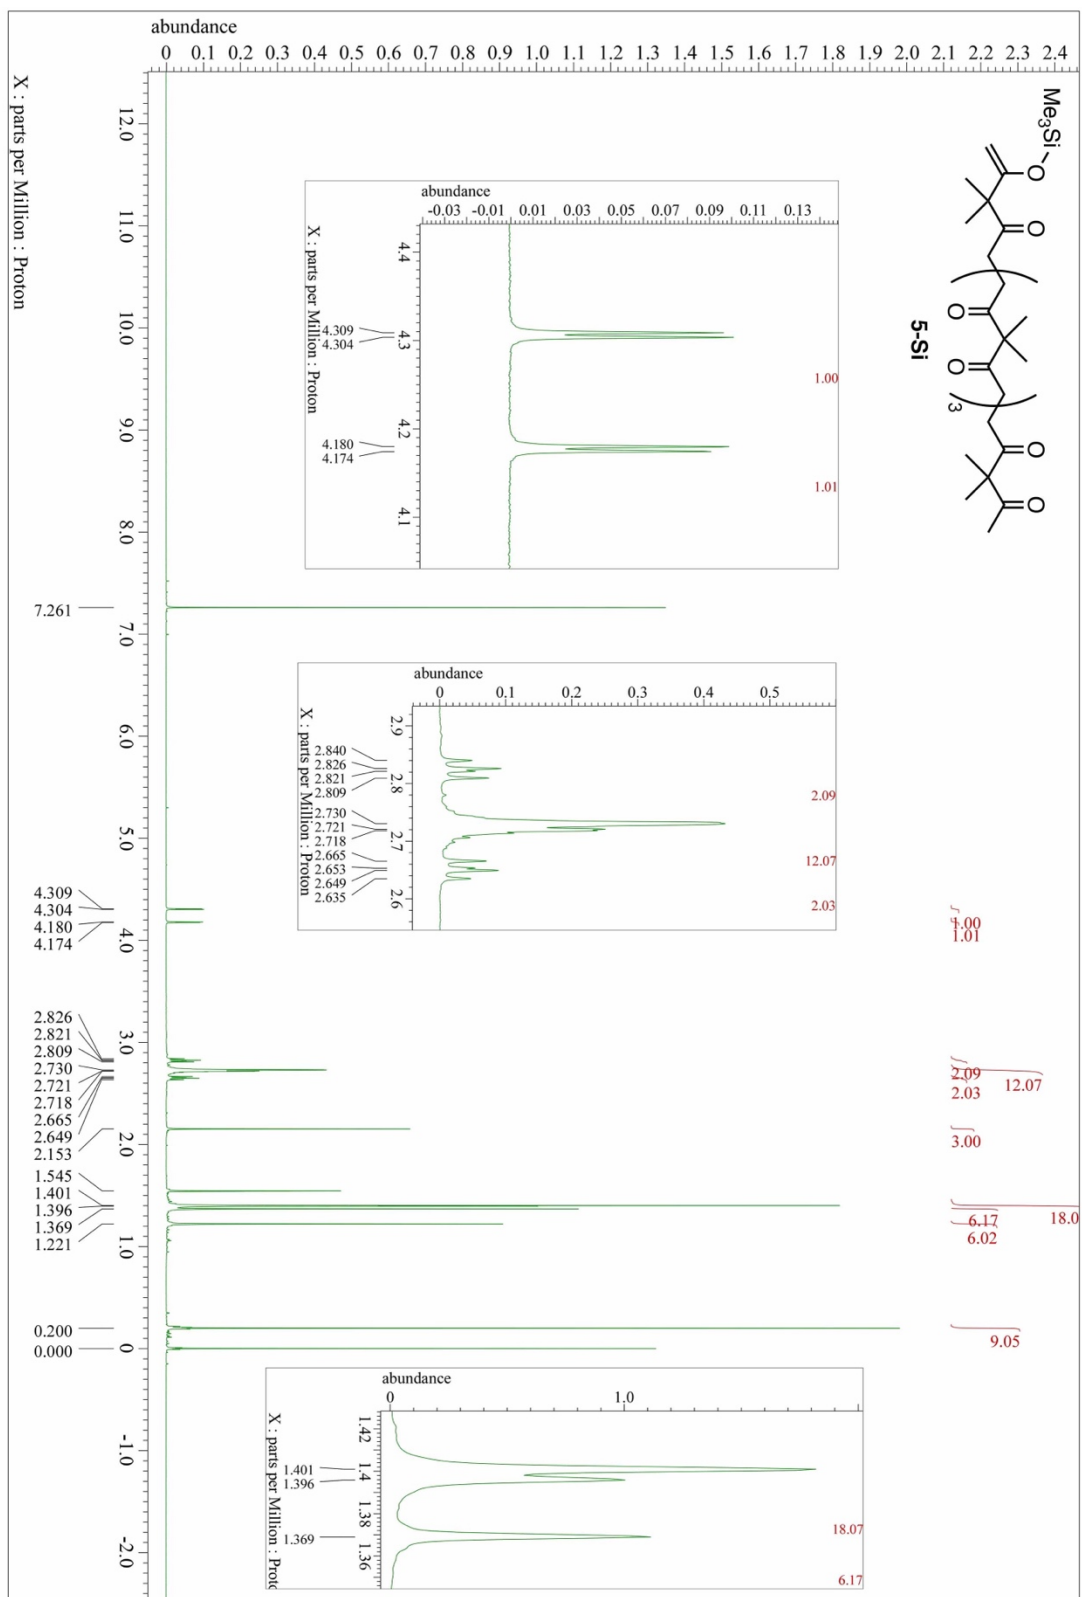 abundance
0 0.1 0.2 0.3 0.4 0.5 0.6 0.7 0.8 0.9 1.0 1.1 1.2 1.3 1.4 1.5 1.6 1.7 1.8 1.9 2.0 2.1 2.2 2.3 2.4
X : parts per Million : Proton
12.0 11.0 10.0 9.0 8.0 7.0 6.0 5.0 4.0 3.0 2.0 1.0 0 -1.0 -2.0
Me3Si
O
O
O
O
3
O
O
5-Si
abundance
-0.03 -0.01 0.01 0.03 0.05 0.07 0.09 0.11 0.13
4.4 4.3 4.2 4.1
X : parts per Million : Proton
4.309
4.304
4.180
4.174
1.00
1.01
abundance
0 0.1 0.2 0.3 0.4 0.5
2.9 2.8 2.7 2.6
X : parts per Million : Proton
2.840
2.826
2.821
2.809
2.730
2.721
2.718
2.665
2.653
2.649
2.635
2.09
12.07
2.03
7.261
4.309
4.304
4.180
4.174
2.826
2.821
2.809
2.730
2.721
2.718
2.665
2.649
2.153
1.545
1.401
1.396
1.369
1.221
0.200
0.000
1.00
1.01
2.09
12.07
2.03
3.00
18.0
6.17
6.02
9.05
abundance
0 1.0
1.42 1.4 1.38 1.36
X : parts per Million : Proto
1.401
1.396
1.369
18.07
6.17